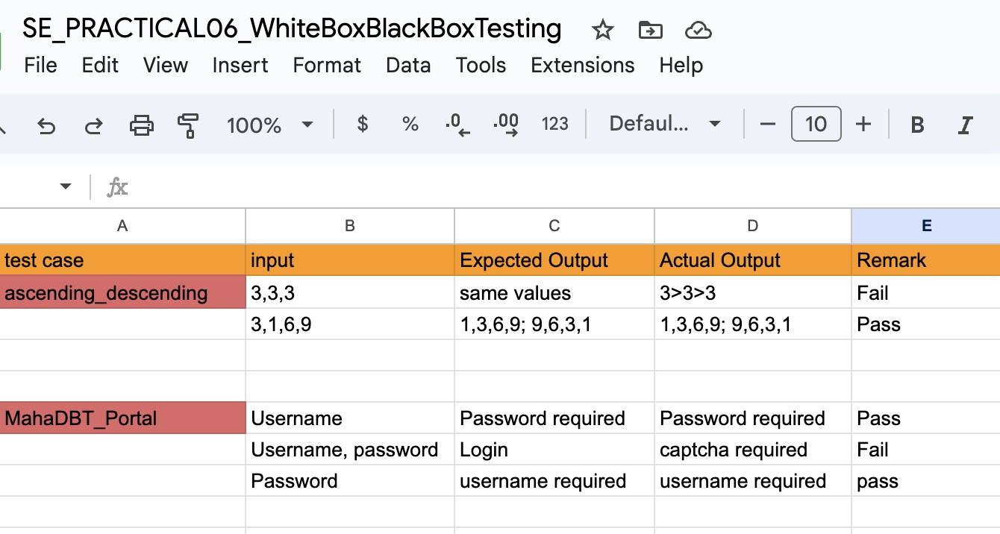 SE_PRACTICAL06_WhiteBoxBlackBoxTesting
File Edit View Insert Format Data Tools Extensions Help
100% $ % .0 .00 123 Defaul... − 10 + B I
fx
A B C D E
test case input Expected Output Actual Output Remark
ascending_descending 3,3,3 same values 3>3>3 Fail
3,1,6,9 1,3,6,9; 9,6,3,1 1,3,6,9; 9,6,3,1 Pass
MahaDBT_Portal Username Password required Password required Pass
Username, password Login captcha required Fail
Password username required username required pass